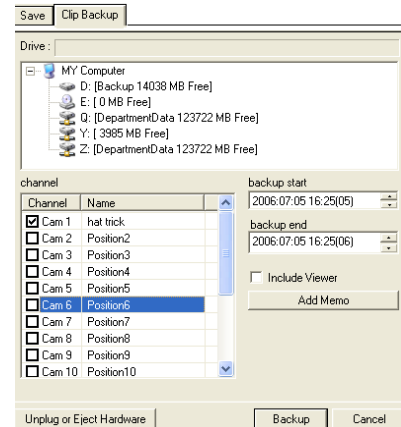 Save Clip Backup
Drive :
MY Computer
D: [Backup 14038 MB Free]
E: [ 0 MB Free]
Q: [DepartmentData 123722 MB Free]
Y: [ 3985 MB Free]
Z: [DepartmentData 123722 MB Free]
channel
Channel Name
Cam 1 hat trick
Cam 2 Position2
Cam 3 Position3
Cam 4 Position4
Cam 5 Position5
Cam 6 Position6
Cam 7 Position7
Cam 8 Position8
Cam 9 Position9
Cam 10 Position10
backup start
2006:07:05 16:25(05)
backup end
2006:07:05 16:25(06)
Include Viewer
Add Memo
Unplug or Eject Hardware Backup Cancel